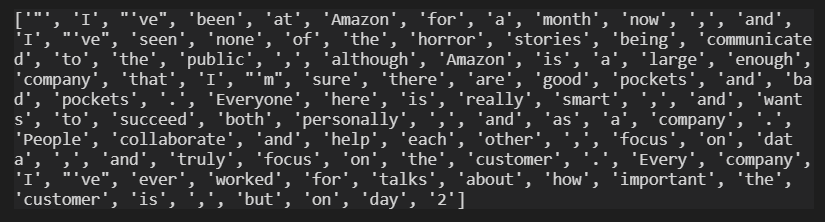 ['"', 'I', "'ve", 'been', 'at', 'Amazon', 'for', 'a', 'month', 'now', ',', 'and',
'I', "'ve", 'seen', 'none', 'of', 'the', 'horror', 'stories', 'being', 'communicate
d', 'to', 'the', 'public', ',', 'although', 'Amazon', 'is', 'a', 'large', 'enough',
'company', 'that', 'I', "'m", 'sure', 'there', 'are', 'good', 'pockets', 'and', 'ba
d', 'pockets', '.', 'Everyone', 'here', 'is', 'really', 'smart', ',', 'and', 'want
s', 'to', 'succeed', 'both', 'personally', ',', 'and', 'as', 'a', 'company', '.',
'People', 'collaborate', 'and', 'help', 'each', 'other', ',', 'focus', 'on', 'dat
a', ',', 'and', 'truly', 'focus', 'on', 'the', 'customer', '.', 'Every', 'company',
'I', "'ve", 'ever', 'worked', 'for', 'talks', 'about', 'how', 'important', 'the',
'customer', 'is', ',', 'but', 'on', 'day', '2']